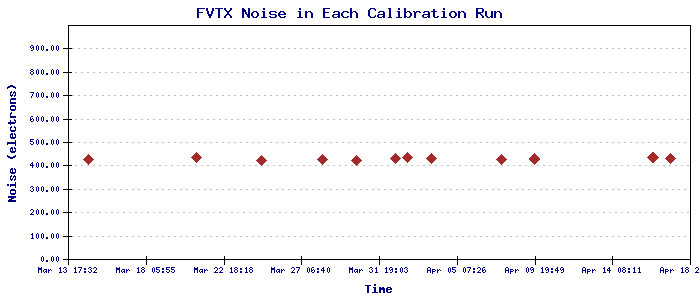 FVTX Noise in Each Calibration Run
900.00
800.00
700.00
600.00
500.00
400.00
300.00
200.00
100.00
0.00
Noise (electrons)
Mar 13 17:32 Mar 18 05:55 Mar 22 18:18 Mar 27 06:40 Mar 31 19:03 Apr 05 07:26 Apr 09 19:49 Apr 14 08:11 Apr 18 2
Time